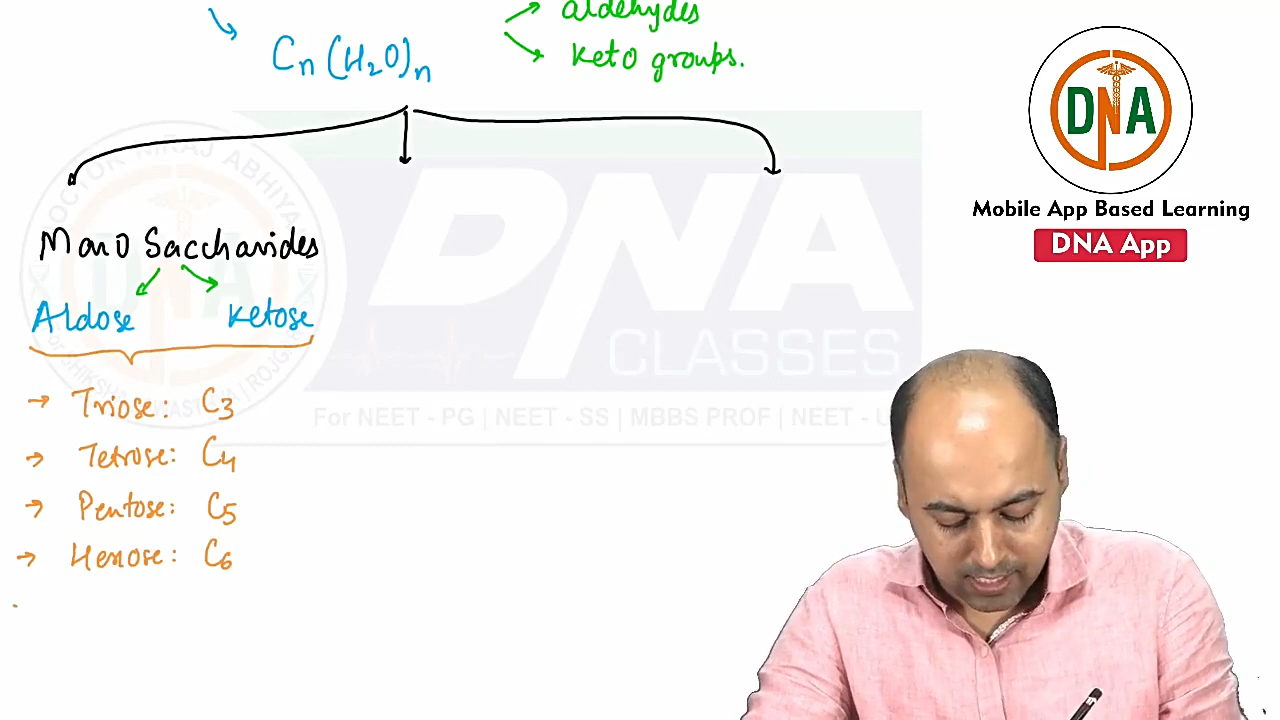 aldehydes
Cn (H2O)n
Keto groups.
Mono Saccharides
Aldose
Ketose
Triose: C3
Tetrose: C4
Pentose: C5
Hexose: C6
DNA
Mobile App Based Learning
DNA App
DNA
CLASSES
For NEET - PG | NEET - SS | MBBS PROF | NEET - U